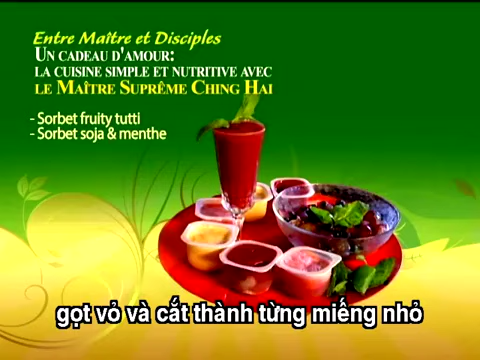 Entre Maître et Disciples
UN CADEAU D'AMOUR:
LA CUISINE SIMPLE ET NUTRITIVE AVEC
LE MAÎTRE SUPRÊME CHING HAI
- Sorbet fruity tutti
- Sorbet soja & menthe
gọt vỏ và cắt thành từng miếng nhỏ